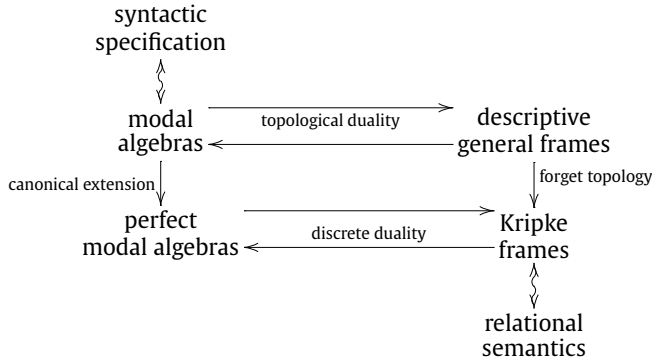 syntactic
specification
modal
algebras
topological duality
descriptive
general frames
canonical extension
forget topology
perfect
modal algebras
discrete duality
Kripke
frames
relational
semantics